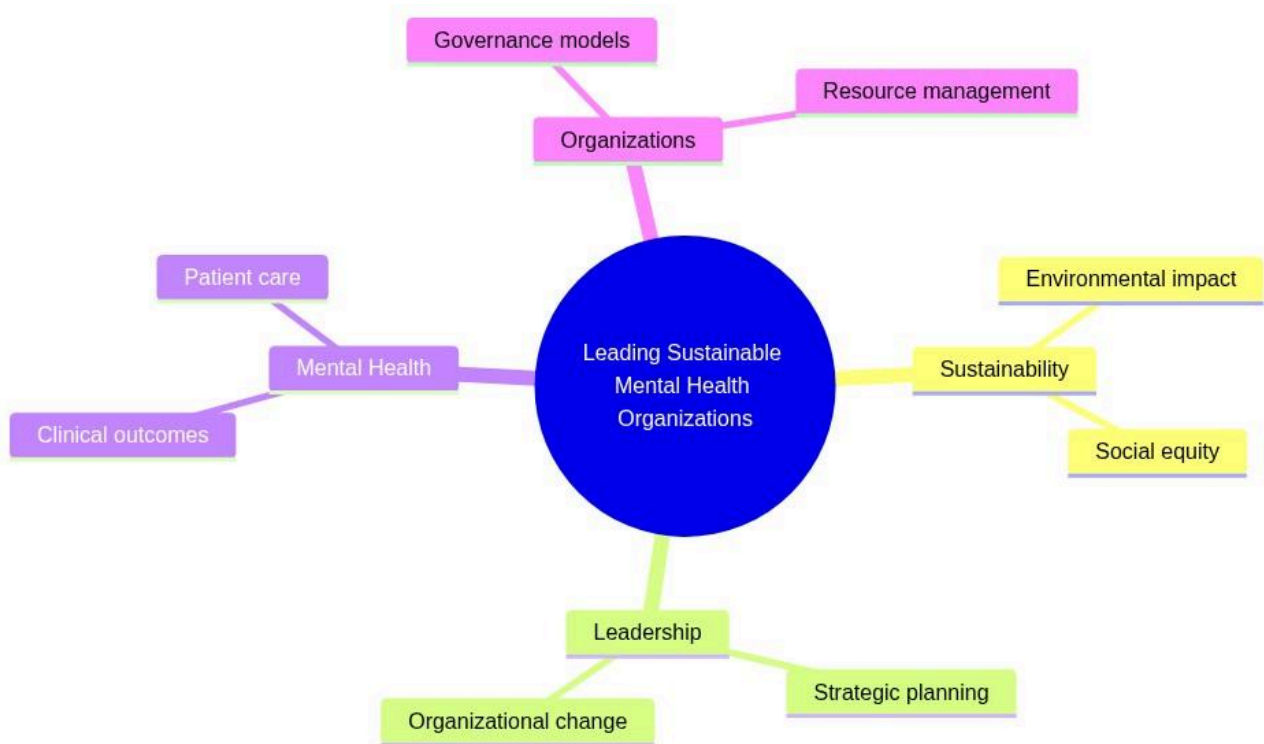 Governance models
Resource management
Organizations
Patient care
Mental Health
Clinical outcomes
Leading Sustainable
Mental Health
Organizations
Environmental impact
Sustainability
Social equity
Leadership
Strategic planning
Organizational change